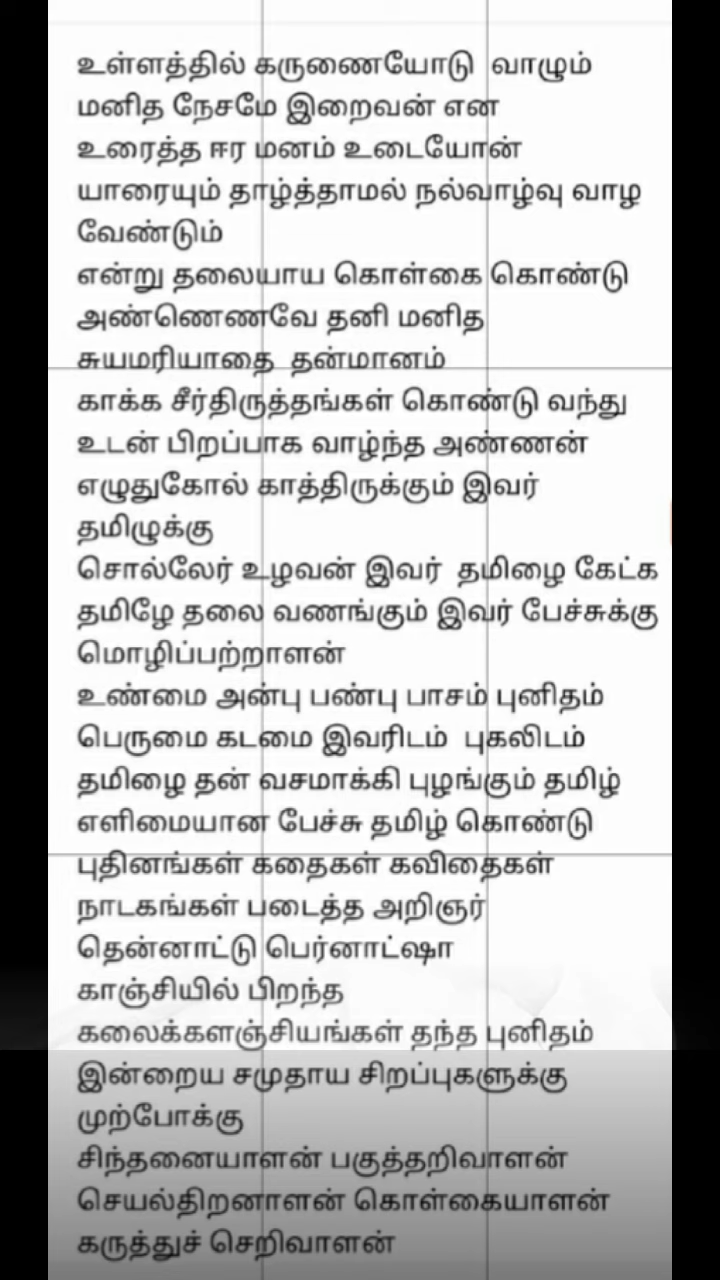 உள்ளத்தில் கருணையோடு வாழும்
மனித நேசமே இறைவன் என
உரைத்த ஈர மனம் உடையோன்
யாரையும் தாழ்த்தாமல் நல்வாழ்வு வாழ
வேண்டும்
என்று தலையாய கொள்கை கொண்டு
அண்ணெணவே தனி மனித
சுயமரியாதை தன்மானம்
காக்க சீர்திருத்தங்கள் கொண்டு வந்து
உடன் பிறப்பாக வாழ்ந்த அண்ணன்
எழுதுகோல் காத்திருக்கும் இவர்
தமிழுக்கு
சொல்லேர் உழவன் இவர் தமிழை கேட்க
தமிழே தலை வணங்கும் இவர் பேச்சுக்கு
மொழிப்பற்றாளன்
உண்மை அன்பு பண்பு பாசம் புனிதம்
பெருமை கடமை இவரிடம் புகலிடம்
தமிழை தன் வசமாக்கி புழங்கும் தமிழ்
எளிமையான பேச்சு தமிழ் கொண்டு
புதினங்கள் கதைகள் கவிதைகள்
நாடகங்கள் படைத்த அறிஞர்
தென்னாட்டு பெர்னாட்ஷா
காஞ்சியில் பிறந்த
கலைக்களஞ்சியங்கள் தந்த புனிதம்
இன்றைய சமுதாய சிறப்புகளுக்கு
முற்போக்கு
சிந்தனையாளன் பகுத்தறிவாளன்
செயல்திறனாளன் கொள்கையாளன்
கருத்துச் செறிவாளன்